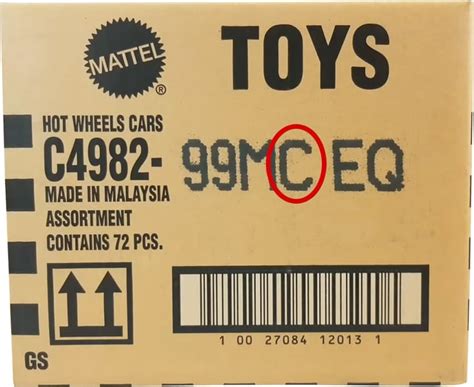 MATTEL
®
TOYS
HOT WHEELS CARS
C4982- 99MC EQ
MADE IN MALAYSIA
ASSORTMENT
CONTAINS 72 PCS.
1 00 27084 12013 1
GS